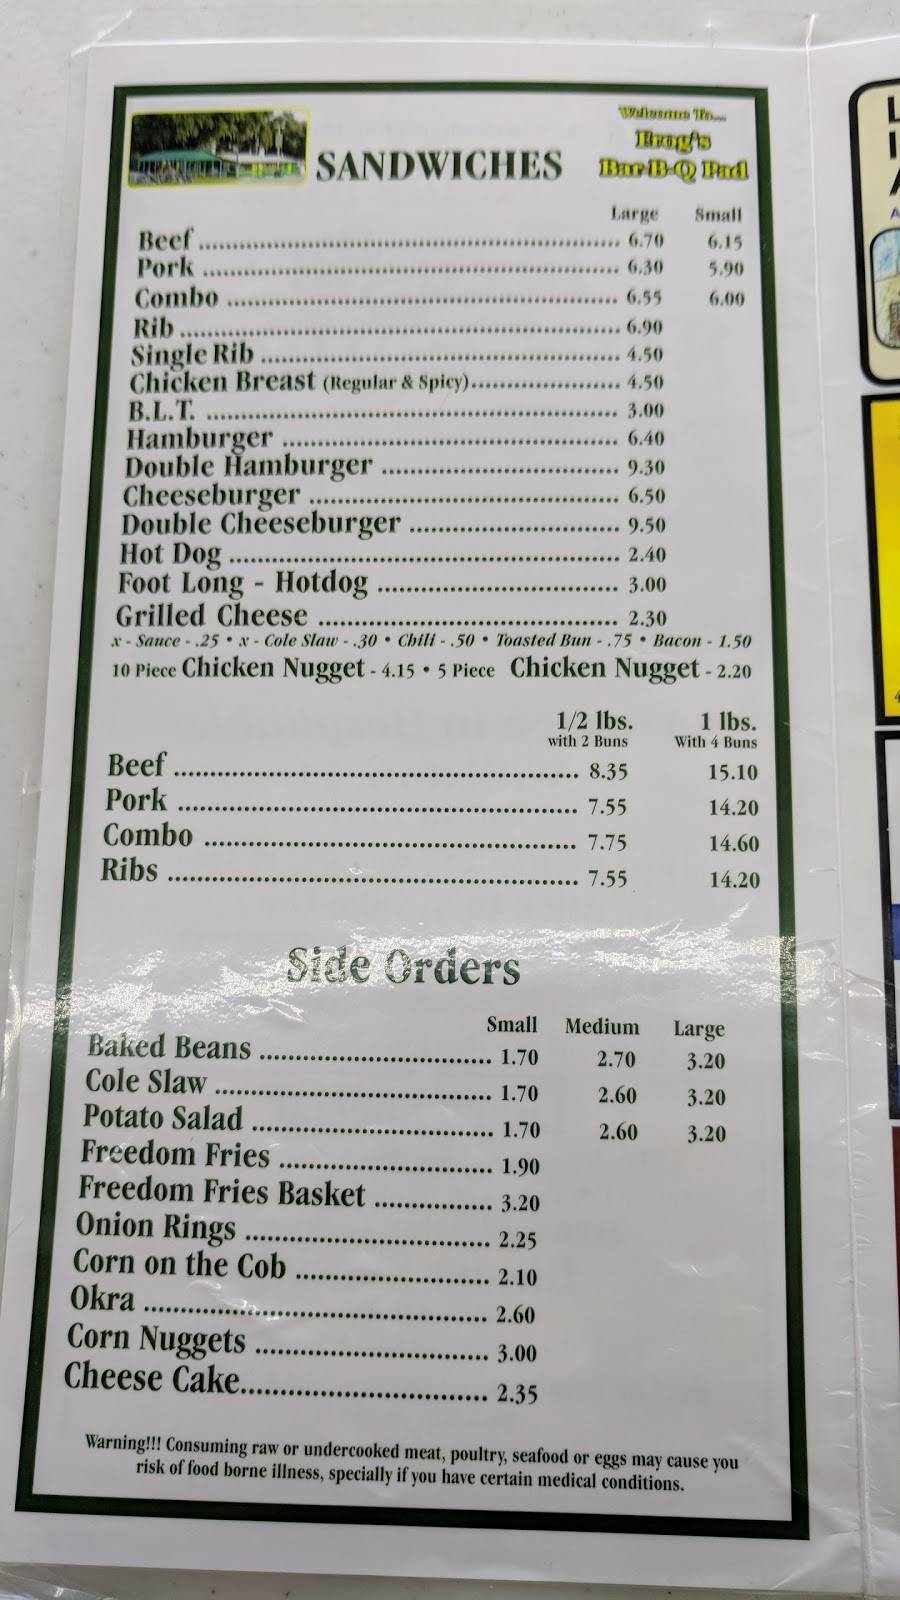 Welcome To....
Frog's
SANDWICHES
Bar-B-Q Pad
Large Small
Beef 6.70 6.15
Pork 6.30 5.90
Combo 6.55 6.00
Rib 6.90
Single Rib 4.50
Chicken Breast (Regular & Spicy) 4.50
B.L.T. 3.00
Hamburger 6.40
Double Hamburger 9.30
Cheeseburger 6.50
Double Cheeseburger 9.50
Hot Dog 2.40
Foot Long - Hotdog 3.00
Grilled Cheese 2.30
x - Sauce - .25 • x - Cole Slaw - .30 • Chili - .50 • Toasted Bun - .75 • Bacon - 1.50
10 Piece Chicken Nugget - 4.15 • 5 Piece Chicken Nugget - 2.20
1/2 lbs. 1 lbs.
with 2 Buns With 4 Buns
Beef 8.35 15.10
Pork 7.55 14.20
Combo 7.75 14.60
Ribs 7.55 14.20
Side Orders
Small Medium Large
Baked Beans 1.70 2.70 3.20
Cole Slaw 1.70 2.60 3.20
Potato Salad 1.70 2.60 3.20
Freedom Fries 1.90
Freedom Fries Basket 3.20
Onion Rings 2.25
Corn on the Cob 2.10
Okra 2.60
Corn Nuggets 3.00
Cheese Cake 2.35
Warning!!! Consuming raw or undercooked meat, poultry, seafood or eggs may cause you
risk of food borne illness, specially if you have certain medical conditions.